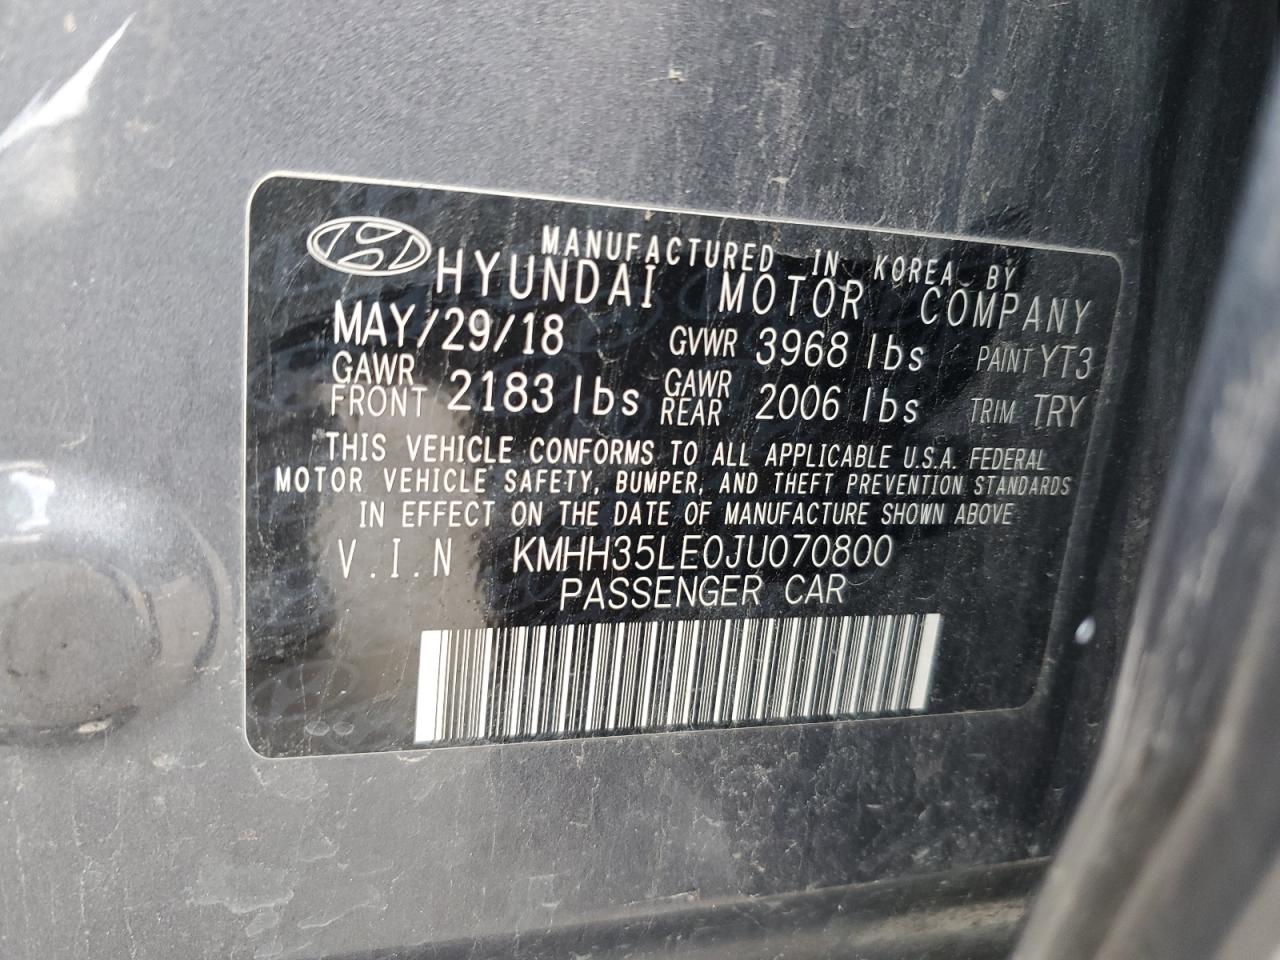 MANUFACTURED IN KOREA BY
HYUNDAI MOTOR COMPANY
MAY/29/18 GVWR 3968 lbs PAINT YT3
GAWR FRONT 2183 lbs GAWR REAR 2006 lbs TRIM TRY
THIS VEHICLE CONFORMS TO ALL APPLICABLE U.S.A. FEDERAL
MOTOR VEHICLE SAFETY, BUMPER, AND THEFT PREVENTION STANDARDS
IN EFFECT ON THE DATE OF MANUFACTURE SHOWN ABOVE
V.I.N KMHH35LE0JU070800
PASSENGER CAR